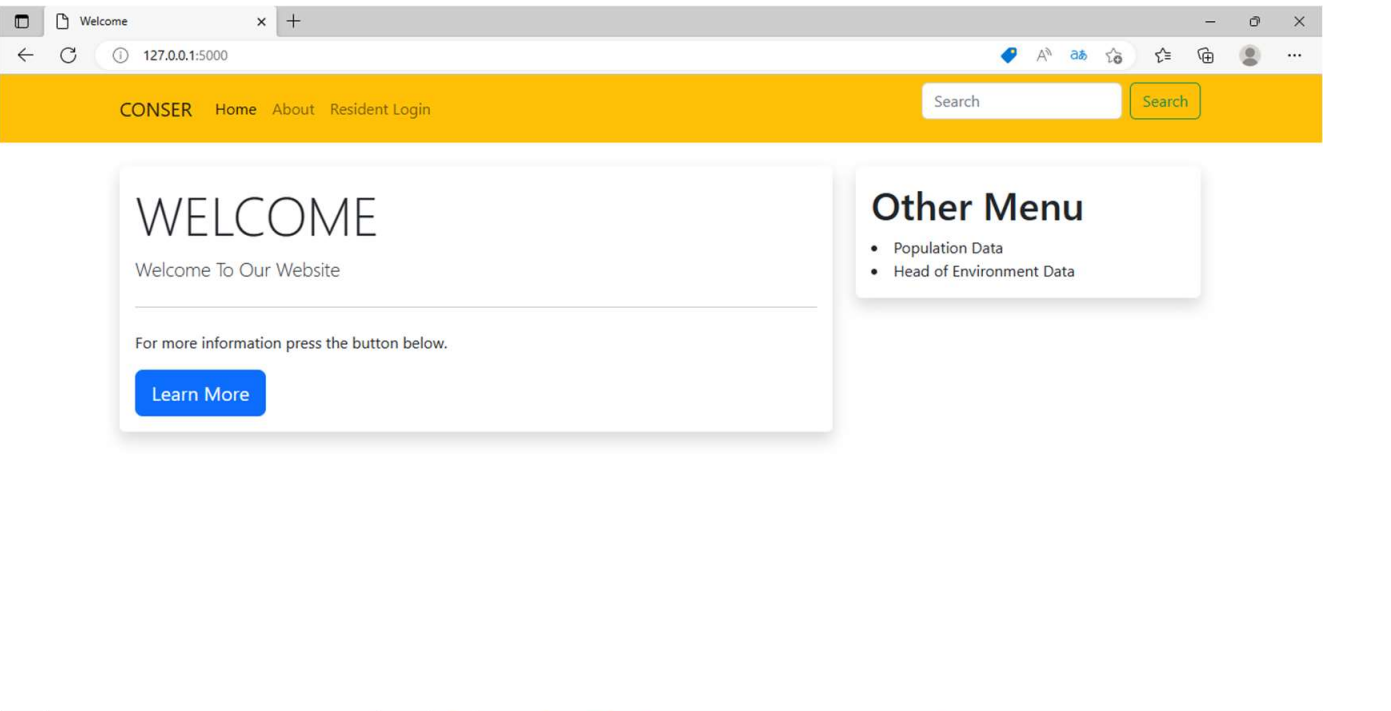 Welcome
127.0.0.1:5000
CONSER Home About Resident Login Search Search
WELCOME
Welcome To Our Website
For more information press the button below.
Learn More
Other Menu
• Population Data
• Head of Environment Data